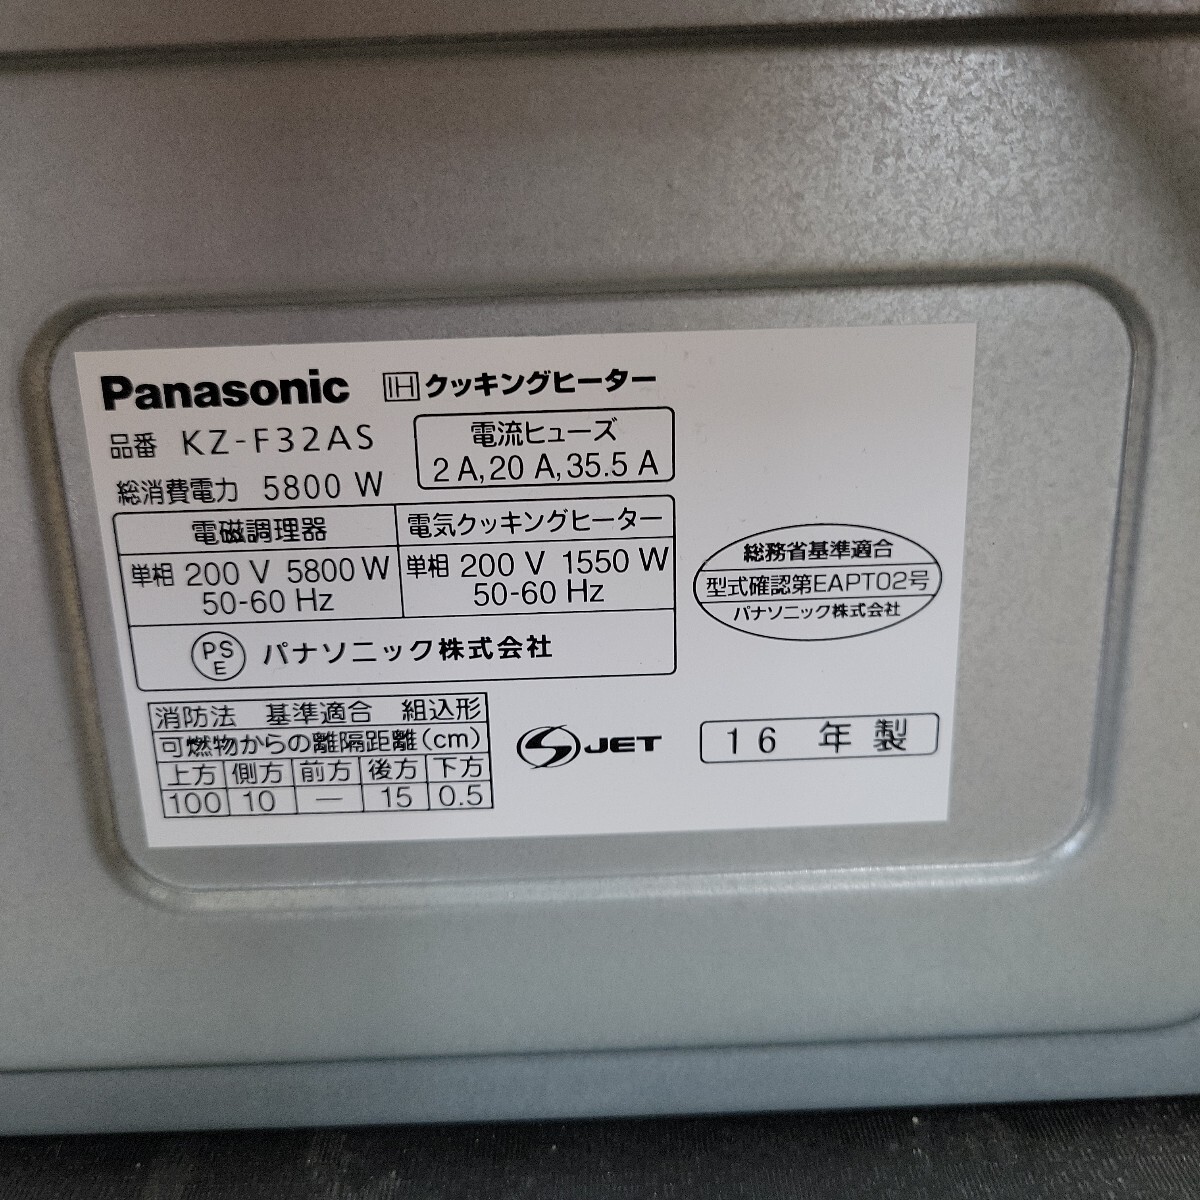 Panasonic IHクッキングヒーター
品番 KZ-F32AS
電流ヒューズ
2 A, 20 A, 35.5 A
総消費電力 5800 W
電磁調理器
単相 200 V 5800 W
50-60 Hz
電気クッキングヒーター
単相 200 V 1550 W
50-60 Hz
PSE パナソニック株式会社
総務省基準適合
型式確認第EAPT02号
パナソニック株式会社
消防法 基準適合 組込形
可燃物からの離隔距離(cm)
上方 側方 前方 後方 下方
100 10 — 15 0.5
S JET
16 年 製